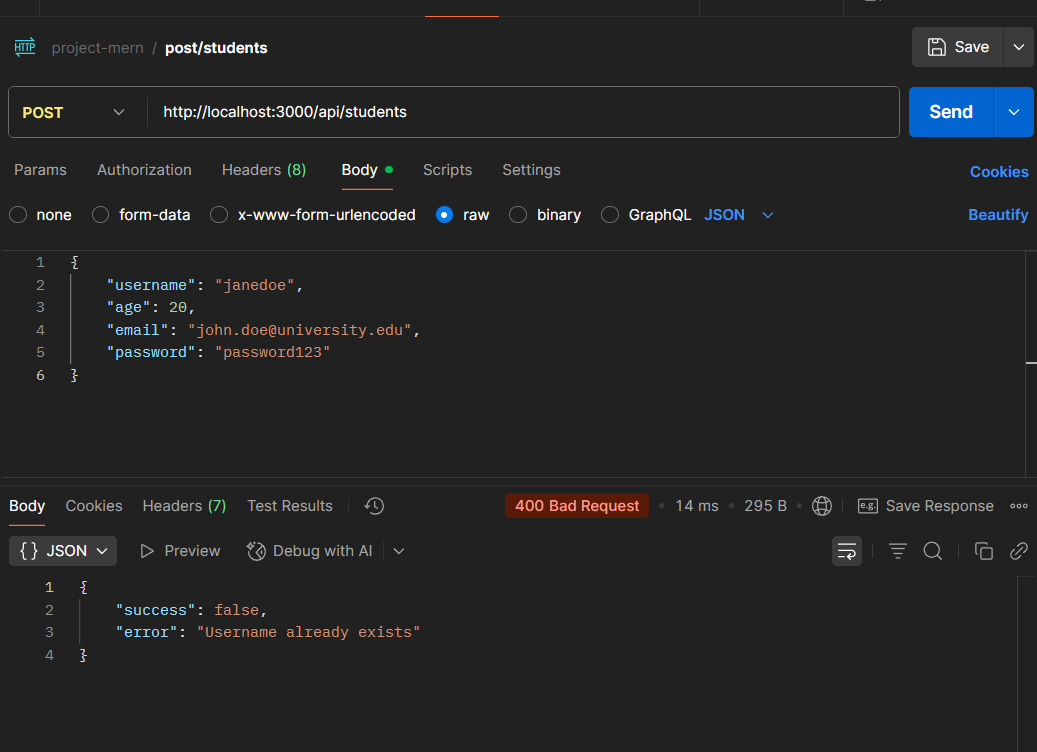 HTTP project-mern / post/students Save
POST http://localhost:3000/api/students Send
Params Authorization Headers (8) Body Scripts Settings Cookies
none form-data x-www-form-urlencoded raw binary GraphQL JSON Beautify
1 {
2 "username": "janedoe",
3 "age": 20,
4 "email": "john.doe@university.edu",
5 "password": "password123"
6 }
Body Cookies Headers (7) Test Results 400 Bad Request • 14 ms • 295 B e.g. Save Response
{} JSON Preview Debug with AI
1 {
2 "success": false,
3 "error": "Username already exists"
4 }